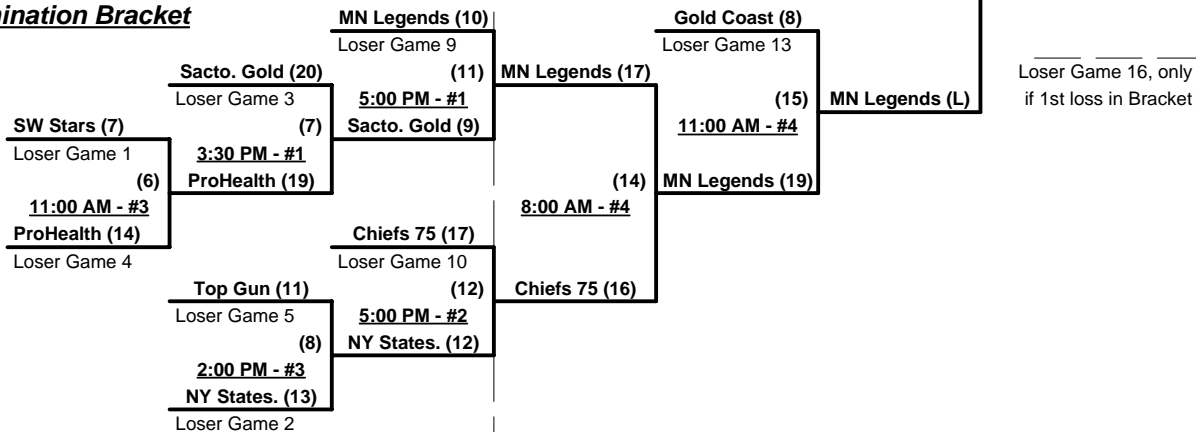 ination Bracket
MN Legends (10)
Gold Coast (8)
Loser Game 9
Loser Game 13
Sacto. Gold (20)
(11)
MN Legends (17)
Loser Game 16, only
Loser Game 3
5:00 PM - #1
(15)
MN Legends (L)
if 1st loss in Bracket
SW Stars (7)
(7)
Sacto. Gold (9)
11:00 AM - #4
Loser Game 1
3:30 PM - #1
(6)
ProHealth (19)
(14)
MN Legends (19)
11:00 AM - #3
8:00 AM - #4
ProHealth (14)
Chiefs 75 (17)
Loser Game 4
Loser Game 10
Top Gun (11)
(12)
Chiefs 75 (16)
Loser Game 5
5:00 PM - #2
(8)
NY States. (12)
2:00 PM - #3
NY States. (13)
Loser Game 2